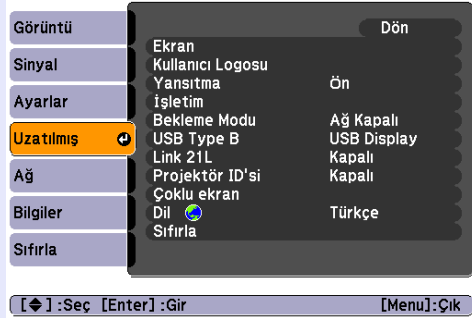 Görüntü
Sinyal
Ayarlar
Uzatılmış
Ağ
Bilgiler
Sıfırla
Dön
Ekran
Kullanıcı Logosu
Yansıtma Ön
İşletim
Bekleme Modu Ağ Kapalı
USB Type B USB Display
Link 21L Kapalı
Projektör ID'si Kapalı
Çoklu ekran
Dil Türkçe
Sıfırla
[◆] :Seç [Enter] :Gir [Menu]:Çık